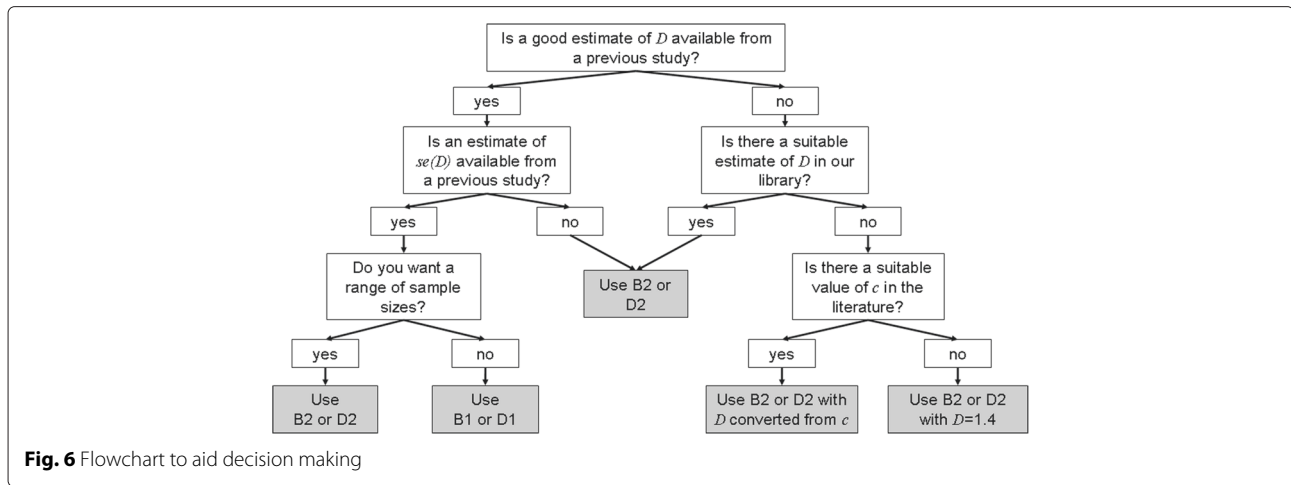 Is a good estimate of D available from
a previous study?
yes
no
Is an estimate of
se(D) available from
a previous study?
Is there a suitable
estimate of D in our
library?
yes
no
yes
no
Do you want a
range of sample
sizes?
Use B2 or
D2
Is there a suitable
value of c in the
literature?
yes
no
yes
no
Use
B2 or D2
Use
B1 or D1
Use B2 or D2 with
D converted from c
Use B2 or D2
with D=1.4
Fig. 6 Flowchart to aid decision making